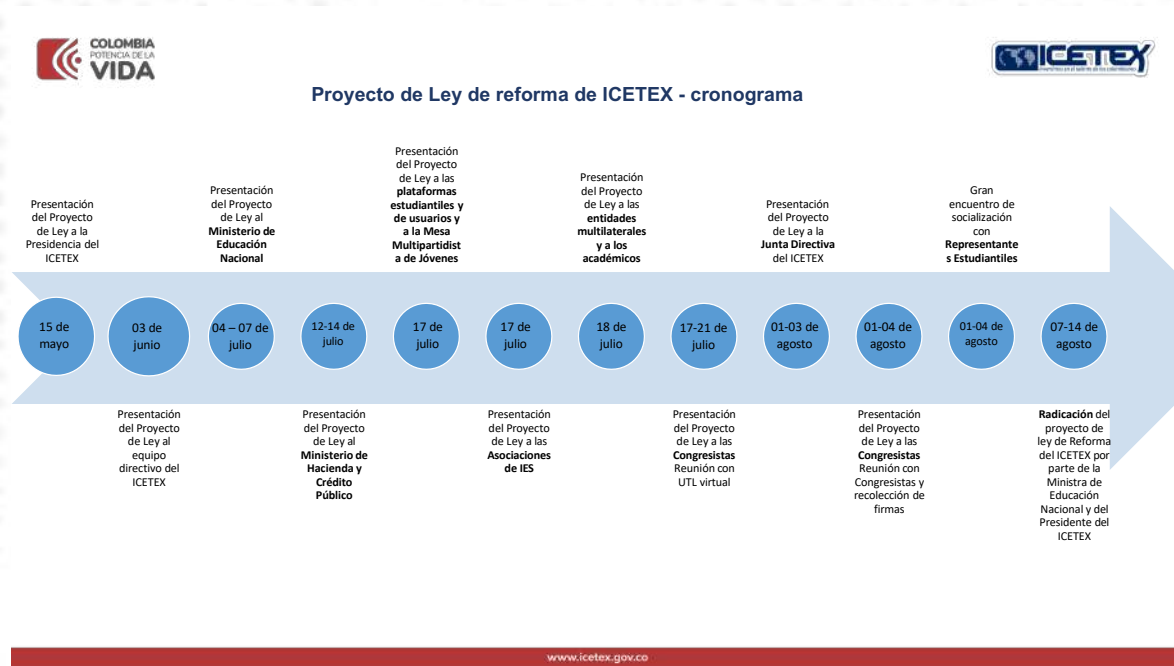 COLOMBIA
POTENCIA DE LA
VIDA
ICETEX
Proyecto de Ley de reforma de ICETEX - cronograma
Presentación
del Proyecto
de Ley a la
Presidencia del
ICETEX
Presentación
del Proyecto
de Ley al
Ministerio de
Educación
Nacional
Presentación
del Proyecto
de Ley a las
plataformas
estudiantiles y
de usuarios y
a la Mesa
Multipartidist
a de Jóvenes
Presentación
del Proyecto
de Ley a las
entidades
multilaterales
y a los
académicos
Presentación
del Proyecto
de Ley a la
Junta Directiva
del ICETEX
Gran
encuentro de
socialización
con
Representante
s Estudiantiles
15 de
mayo
03 de
junio
04 – 07 de
julio
12-14 de
julio
17 de
julio
17 de
julio
18 de
julio
17-21 de
julio
01-03 de
agosto
01-04 de
agosto
01-04 de
agosto
07-14 de
agosto
Presentación
del Proyecto
de Ley al
equipo
directivo del
ICETEX
Presentación
del Proyecto
de Ley al
Ministerio de
Hacienda y
Crédito
Público
Presentación
del Proyecto
de Ley a las
Asociaciones
de IES
Presentación
del Proyecto
de Ley a las
Congresistas
Reunión con
UTL virtual
Presentación
del Proyecto
de Ley a las
Congresistas
Reunión con
Congresistas y
recolección de
firmas
Radicación del
proyecto de
ley de Reforma
del ICETEX por
parte de la
Ministra de
Educación
Nacional y del
Presidente del
ICETEX
www.icetex.gov.co